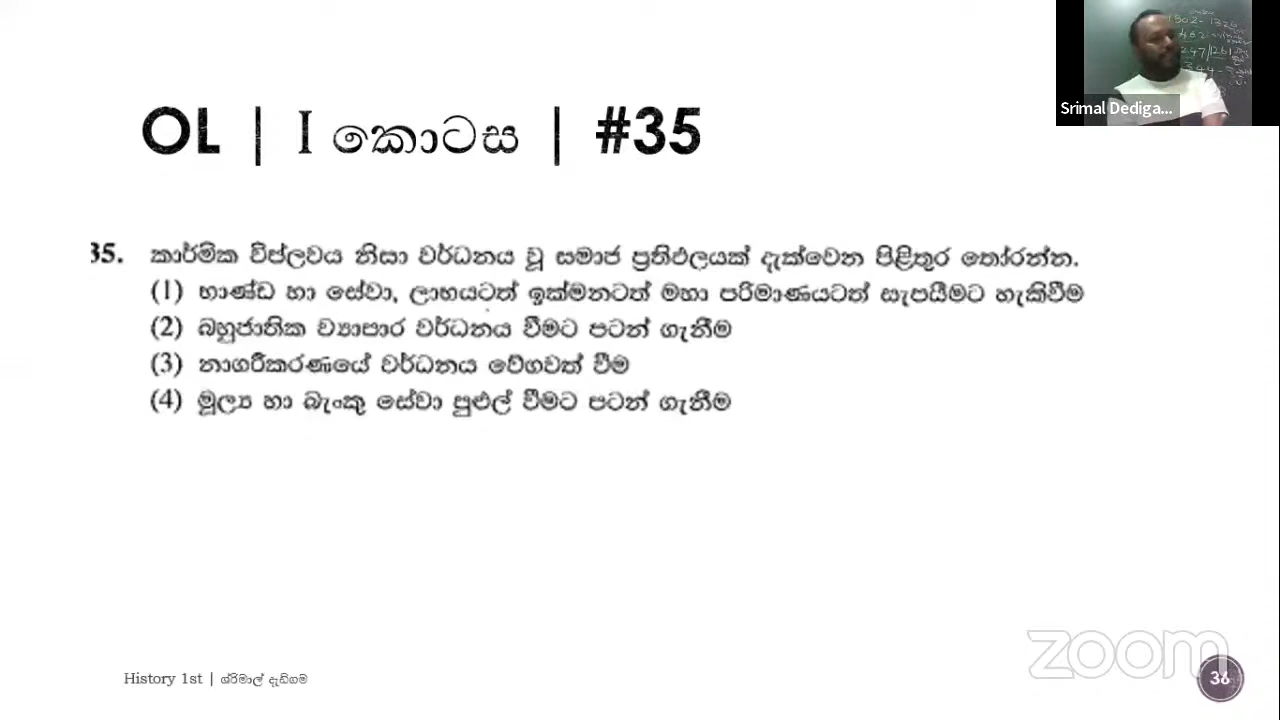 OL | I කොටස | #35
Srimal Dediga...
35. කාර්මික විප්ලවය නිසා වර්ධනය වූ සමාජ ප්‍රතිඵලයක් දැක්වෙන පිළිතුර තෝරන්න.
(1) භාණ්ඩ හා සේවා, ලාභයටත් ඉක්මනටත් මහා පරිමාණයටත් සැපයීමට හැකිවීම
(2) බහුජාතික ව්‍යාපාර වර්ධනය වීමට පටන් ගැනීම
(3) නාගරීකරණයේ වර්ධනය වේගවත් වීම
(4) මූල්‍ය හා බැංකු සේවා පුළුල් වීමට පටන් ගැනීම
zoom
History 1st | ශ්රිමාල් දැඩිගම
36